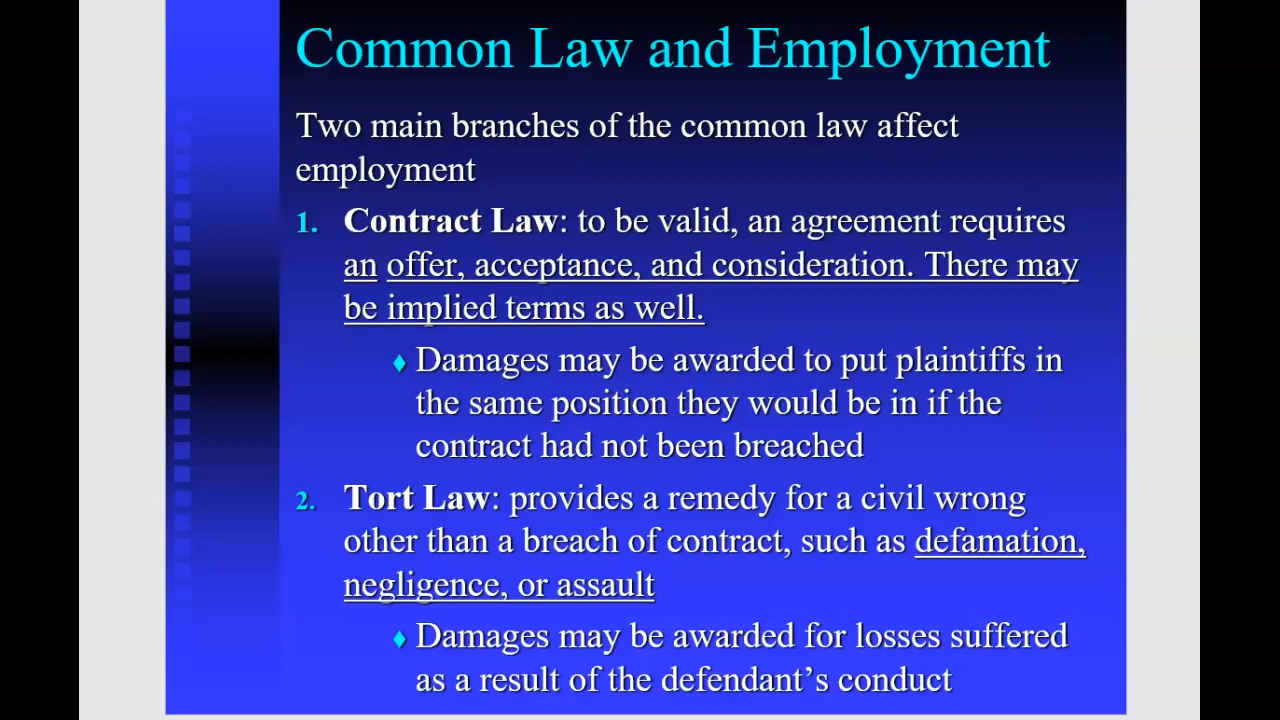 Common Law and Employment
Two main branches of the common law affect
employment
1. Contract Law: to be valid, an agreement requires
an offer, acceptance, and consideration. There may
be implied terms as well.
♦ Damages may be awarded to put plaintiffs in
the same position they would be in if the
contract had not been breached
2. Tort Law: provides a remedy for a civil wrong
other than a breach of contract, such as defamation,
negligence, or assault
♦ Damages may be awarded for losses suffered
as a result of the defendant’s conduct